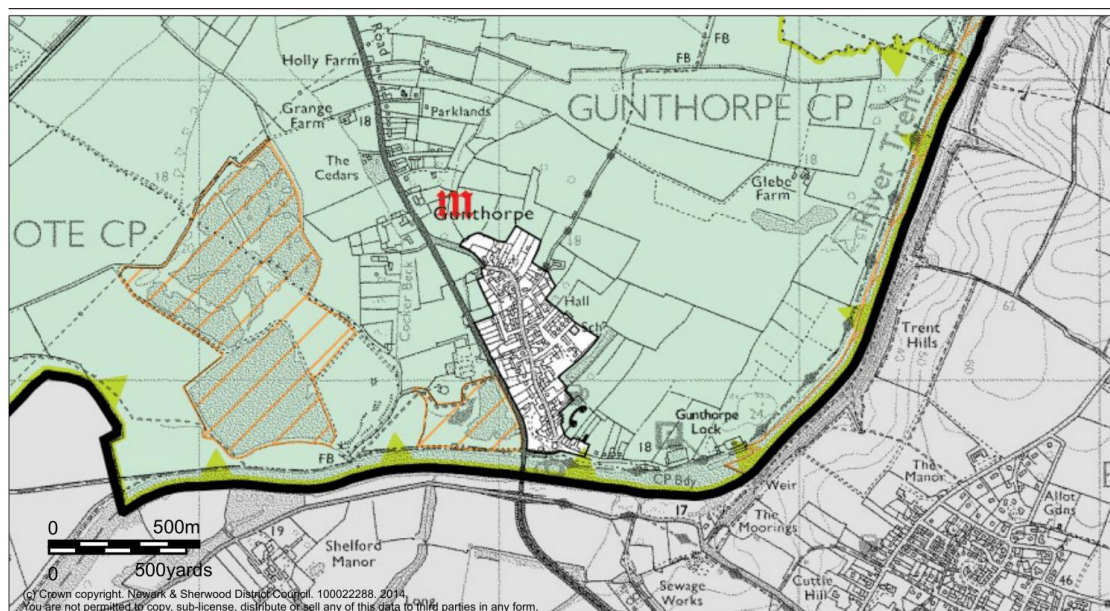 Road
FB
FB
Holly Farm
Grange
Farm
18
Parklands
GUNTHORPE CP
River Trent
The
Cedars
18
18
Glebe
Farm
m
Gunthorpe
OTE CP
Cocker Beck
18
Hall
Sch
Trent
Hills
Gunthorpe
Lock
24
18
FB
CP Bdy
Weir
The
Manor
Allot
Gdns
17
The
Moorings
0 500m
0 500yards
19
Shelford
Manor
Sewage
Works
Cuttle
Hill
46
Long
(c) Crown copyright. Newark & Sherwood District Council. 100022288. 2014.
You are not permitted to copy, sub-license, distribute or sell any of this data to third parties in any form.